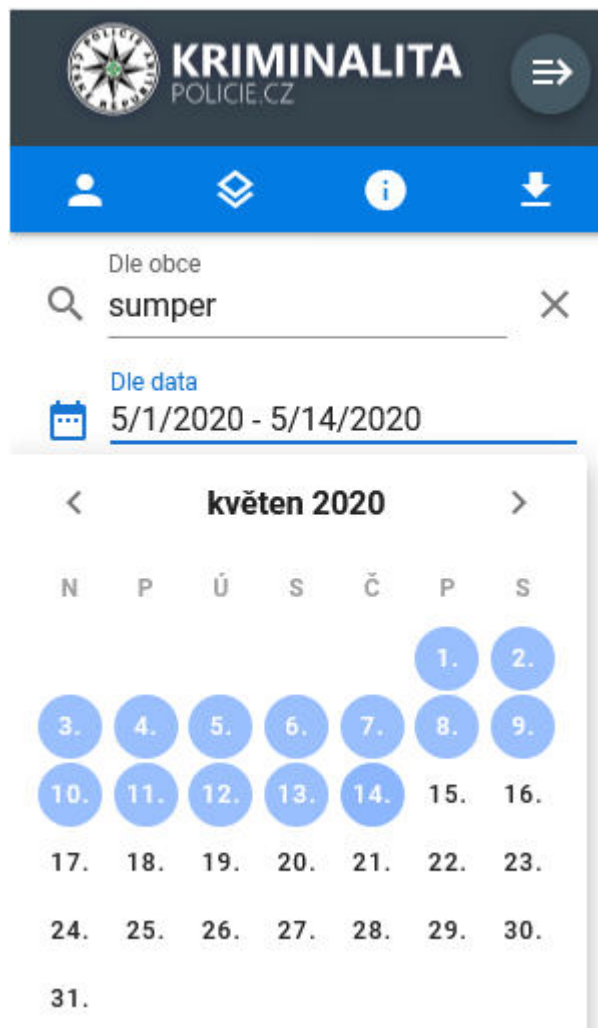 KRIMINALITA
POLICIE.CZ
Dle obce
sumper
Dle data
5/1/2020 - 5/14/2020
květen 2020
N P Ú S Č P S
1. 2.
3. 4. 5. 6. 7. 8. 9.
10. 11. 12. 13. 14. 15. 16.
17. 18. 19. 20. 21. 22. 23.
24. 25. 26. 27. 28. 29. 30.
31.